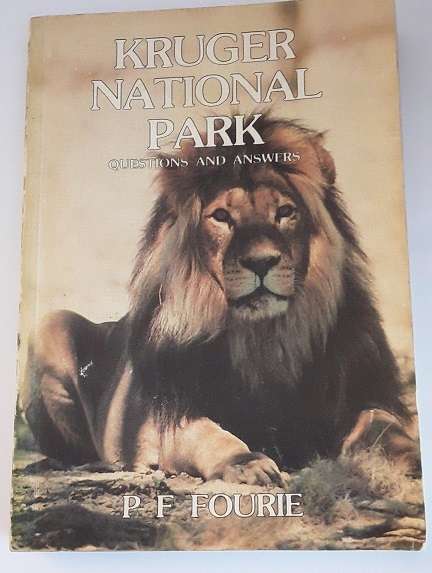 KRUGER
NATIONAL
PARK
QUESTIONS AND ANSWERS
P F FOURIE